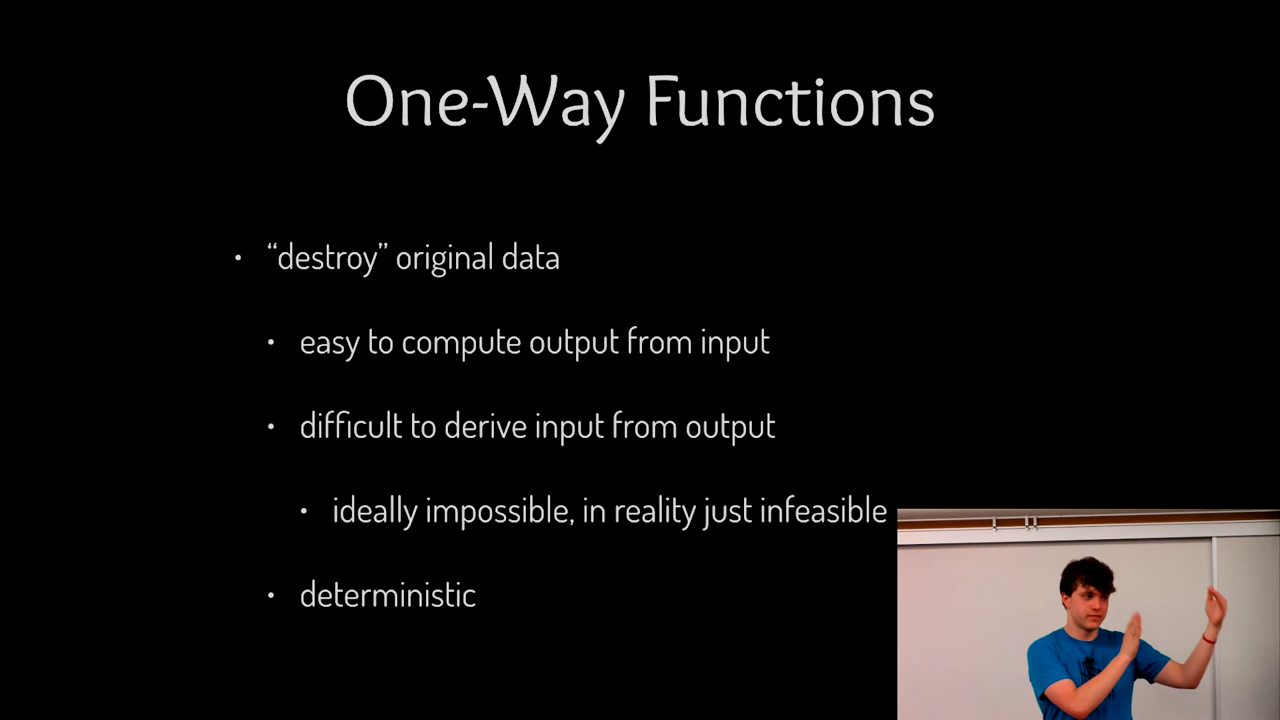 One-Way Functions
• “destroy” original data
• easy to compute output from input
• difficult to derive input from output
• ideally impossible, in reality just infeasible
• deterministic